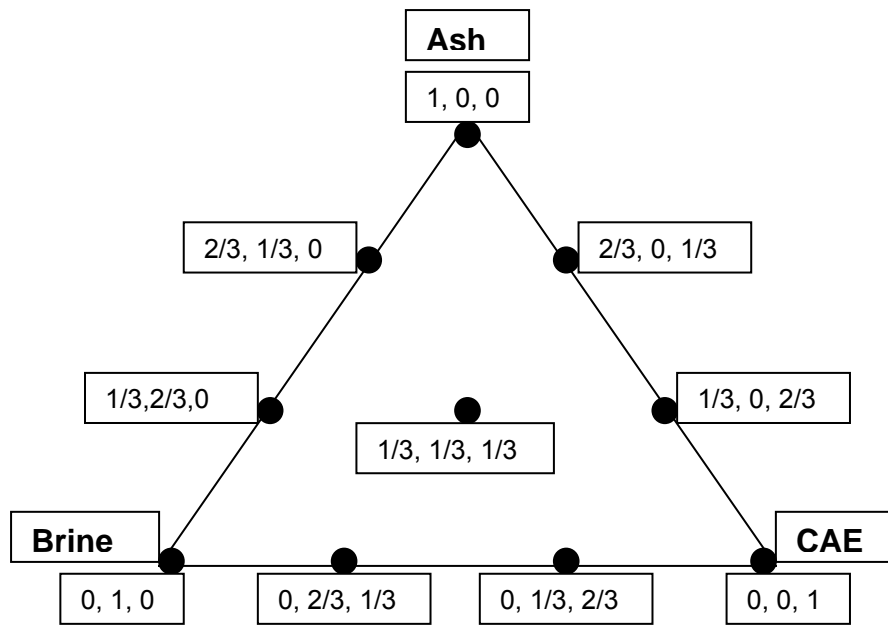 Ash
1, 0, 0
2/3, 1/3, 0
2/3, 0, 1/3
1/3,2/3,0
1/3, 0, 2/3
1/3, 1/3, 1/3
Brine
CAE
0, 1, 0
0, 2/3, 1/3
0, 1/3, 2/3
0, 0, 1